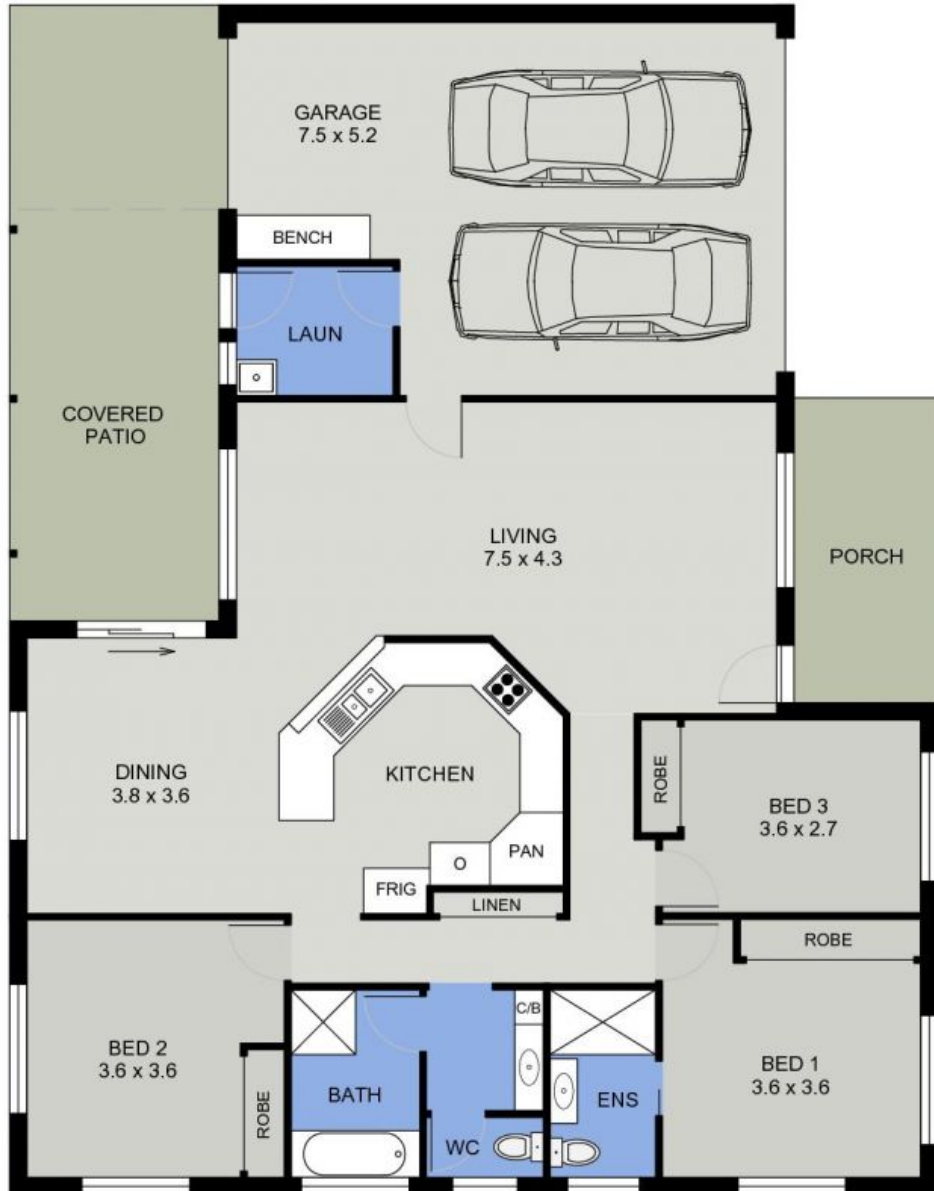 GARAGE
7.5 x 5.2
BENCH
LAUN
COVERED
PATIO
LIVING
7.5 x 4.3
PORCH
DINING
3.8 x 3.6
KITCHEN
ROBE
BED 3
3.6 x 2.7
O
PAN
FRIG
LINEN
ROBE
BED 2
3.6 x 3.6
ROBE
BATH
C/B
WC
ENS
BED 1
3.6 x 3.6